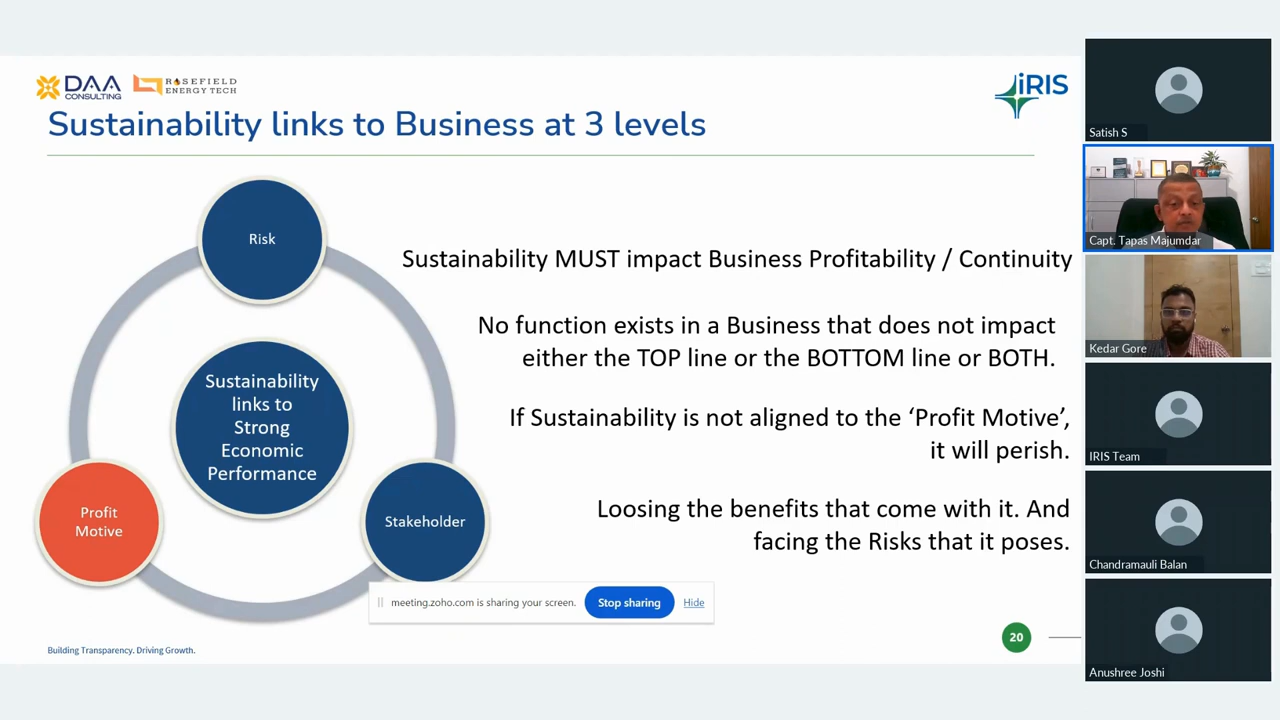 DAA
CONSULTING
ROSEFIELD
ENERGY TECH
iRIS
Sustainability links to Business at 3 levels
Risk
Sustainability
links to
Strong
Economic
Performance
Profit
Motive
Stakeholder
Sustainability MUST impact Business Profitability / Continuity
No function exists in a Business that does not impact
either the TOP line or the BOTTOM line or BOTH.
If Sustainability is not aligned to the ‘Profit Motive’,
it will perish.
Loosing the benefits that come with it. And
facing the Risks that it poses.
meeting.zoho.com is sharing your screen.
Stop sharing
Hide
20
Building Transparency. Driving Growth.
Satish S
Capt. Tapas Majumdar
Kedar Gore
IRIS Team
Chandramauli Balan
Anushree Joshi